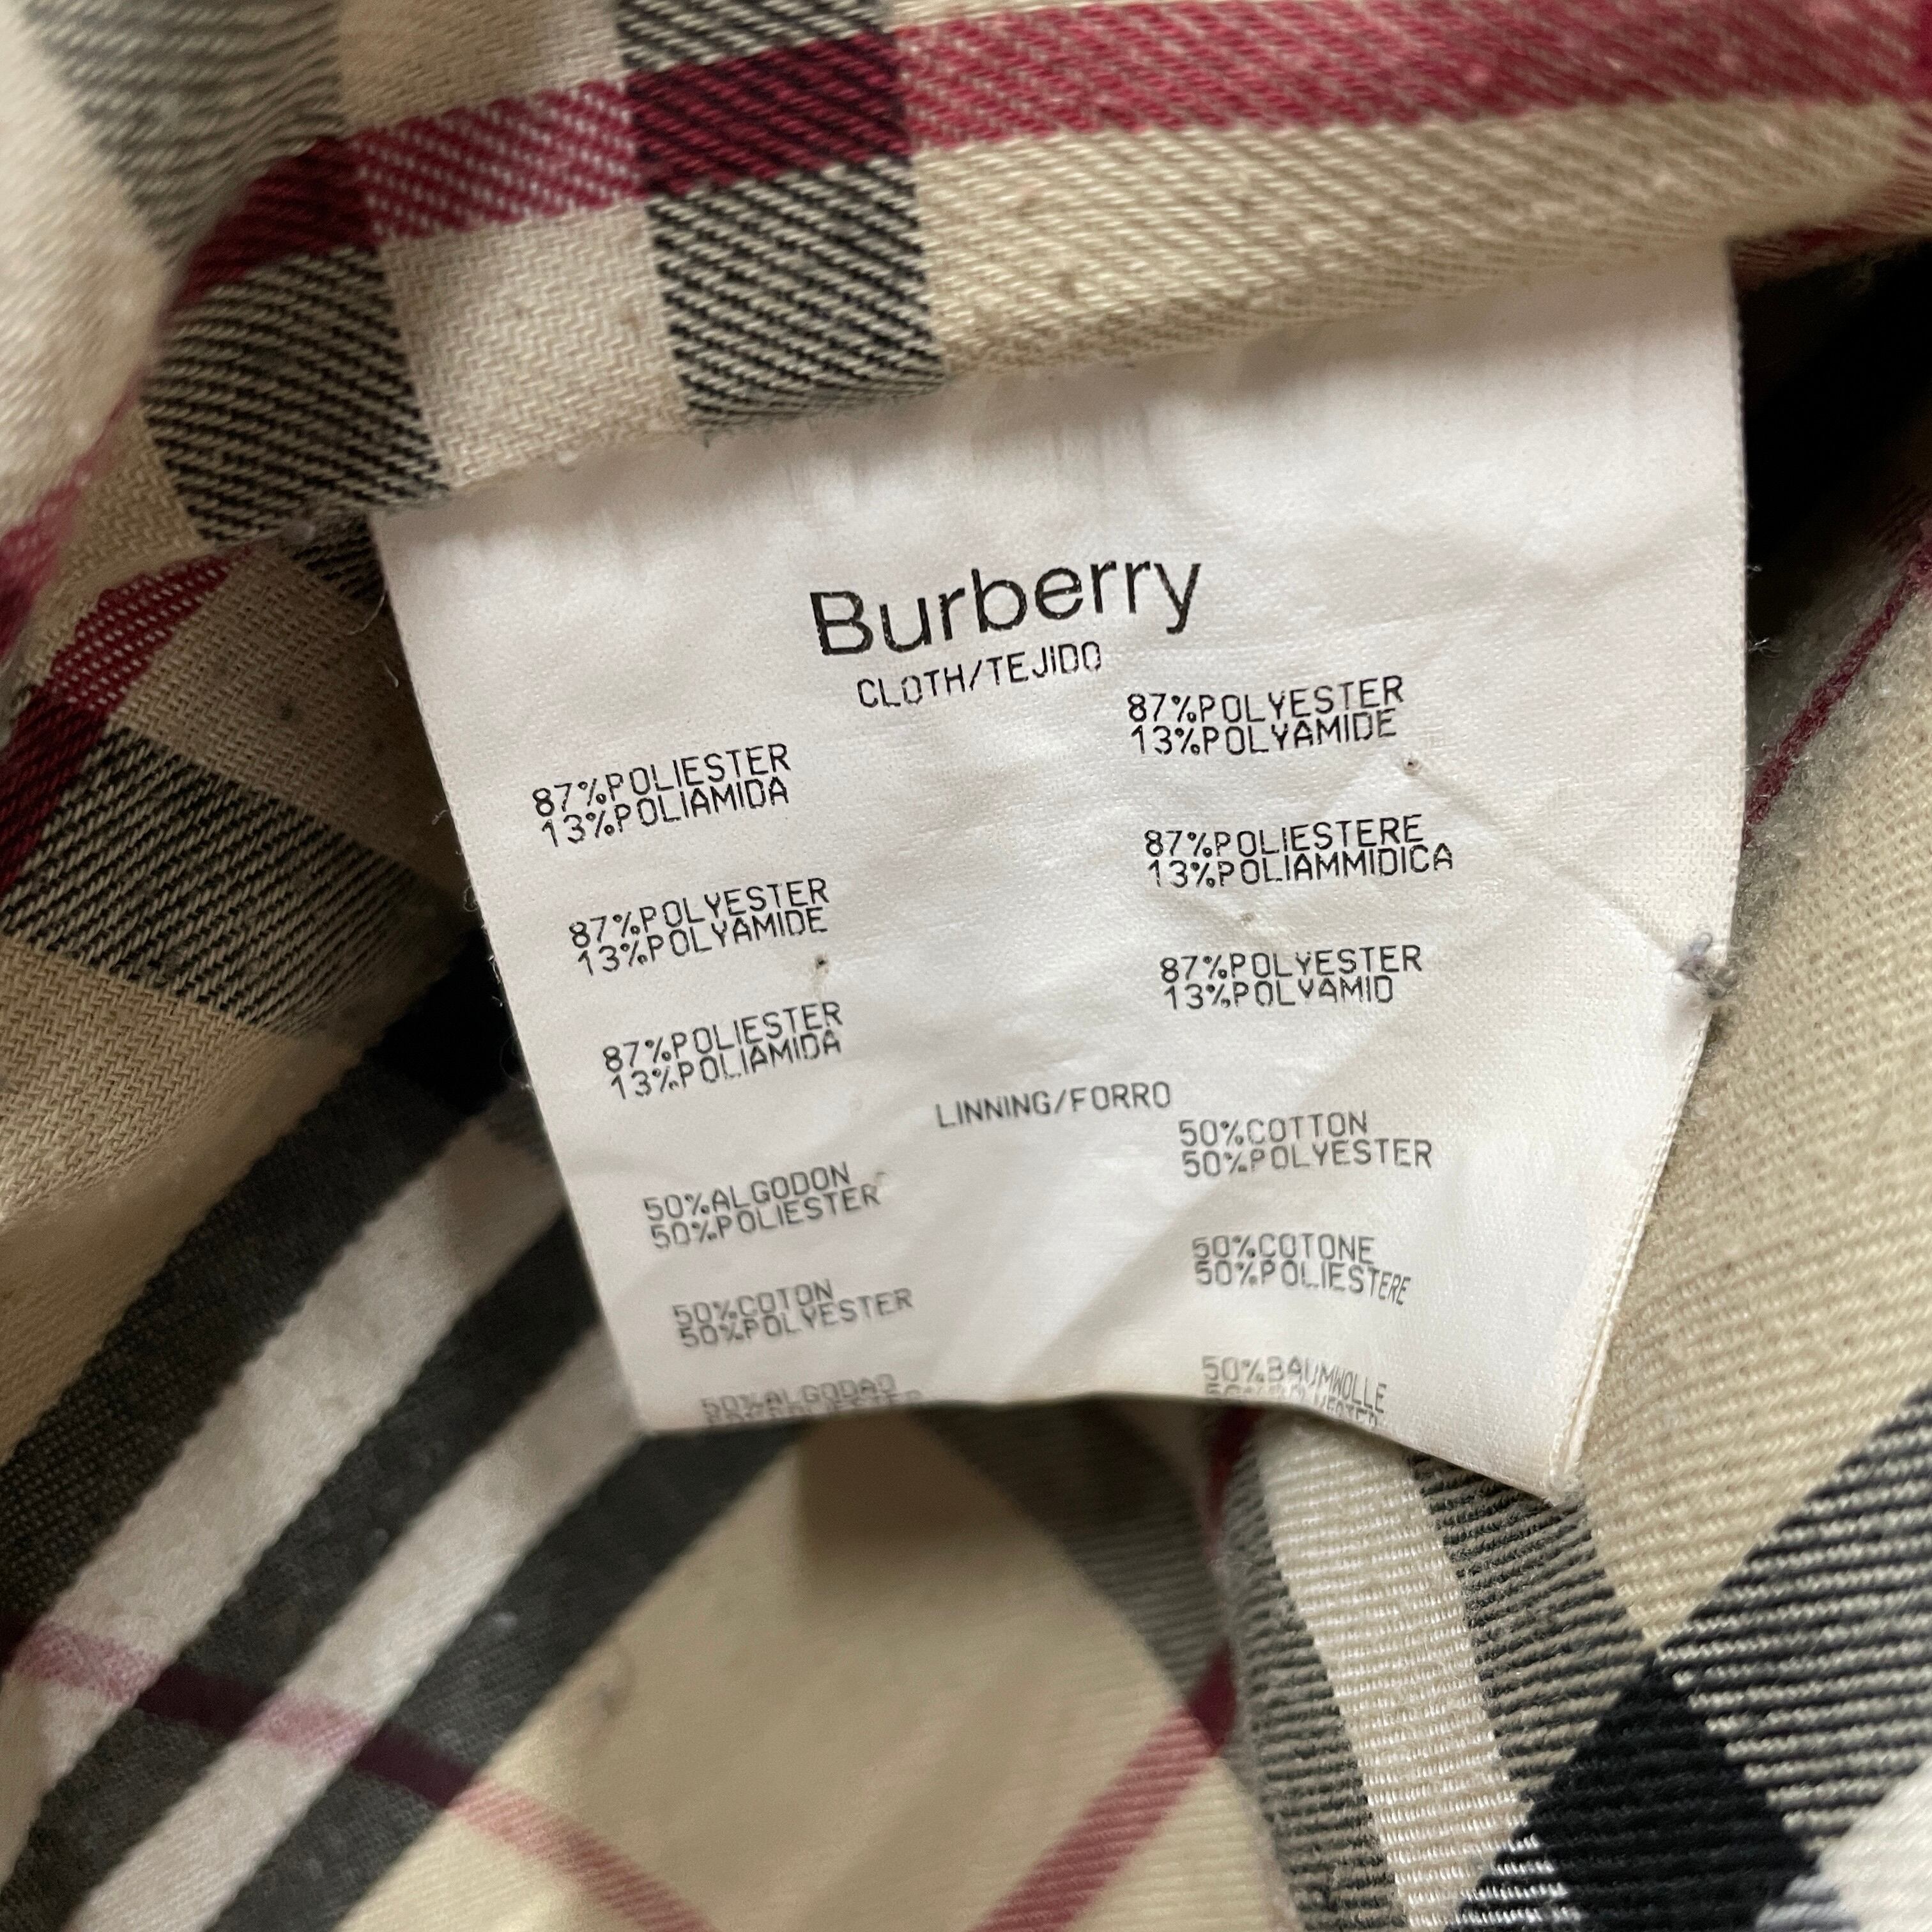 Burberry
CLOTH/TEJIDO
87%POLIESTER
13%POLIAMIDA
87%POLYESTER
13%POLYAMIDE
87%POLYESTER
13%POLYAMIDE
87%POLIESTERE
13%POLIAMMIDICA
87%POLIESTER
13%POLIAMIDA
87%POLYESTER
13%POLYAMID
LINNING/FORRO
50%ALGODON
50%POLIESTER
50%COTTON
50%POLYESTER
50%COTON
50%POLYESTER
50%COTONE
50%POLIESTERE
50%ALGODAO
50%BAUMWOLLE